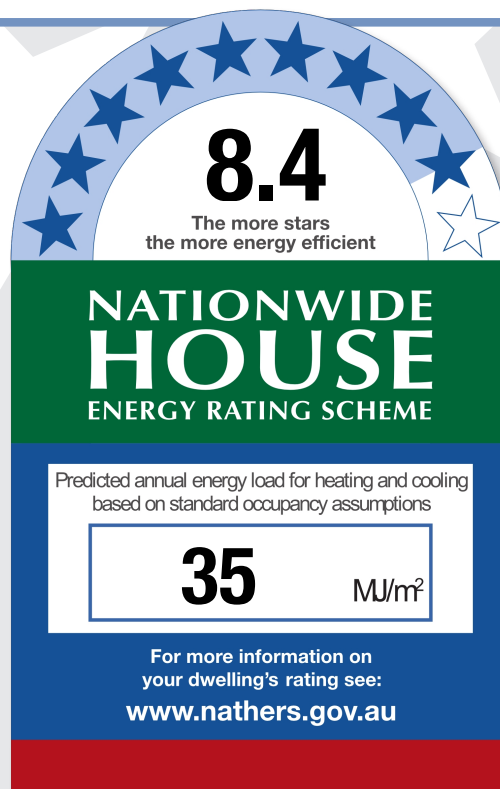 8.4
The more stars
the more energy efficient
NATIONWIDE
HOUSE
ENERGY RATING SCHEME
Predicted annual energy load for heating and cooling
based on standard occupancy assumptions
35 MJ/m²
For more information on
your dwelling's rating see:
www.nathers.gov.au